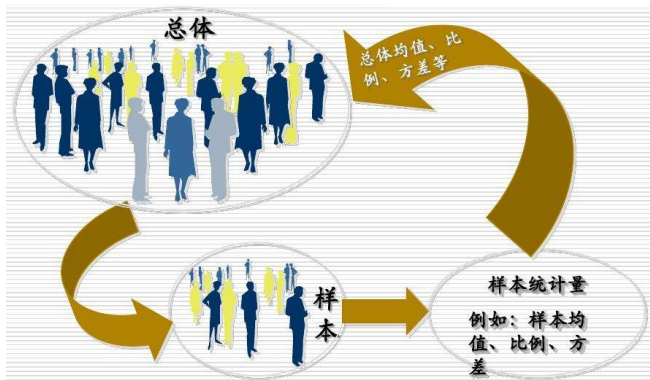 总体
总体均值、比
例、方差等
样
本
样本统计量
例如：样本均
值、比例、方
差